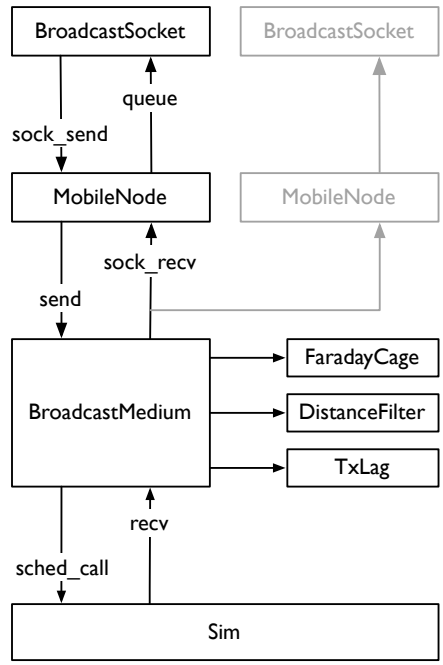 BroadcastSocket
BroadcastSocket
queue
sock_send
MobileNode
MobileNode
sock_recv
send
FaradayCage
BroadcastMedium
DistanceFilter
TxLag
recv
sched_call
Sim